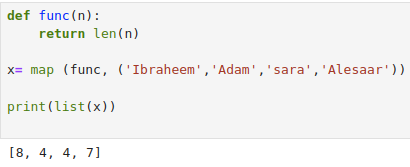 def func(n):
    return len(n)
x= map (func, ('Ibraheem','Adam','sara','Alesaar'))
print(list(x))
[8, 4, 4, 7]